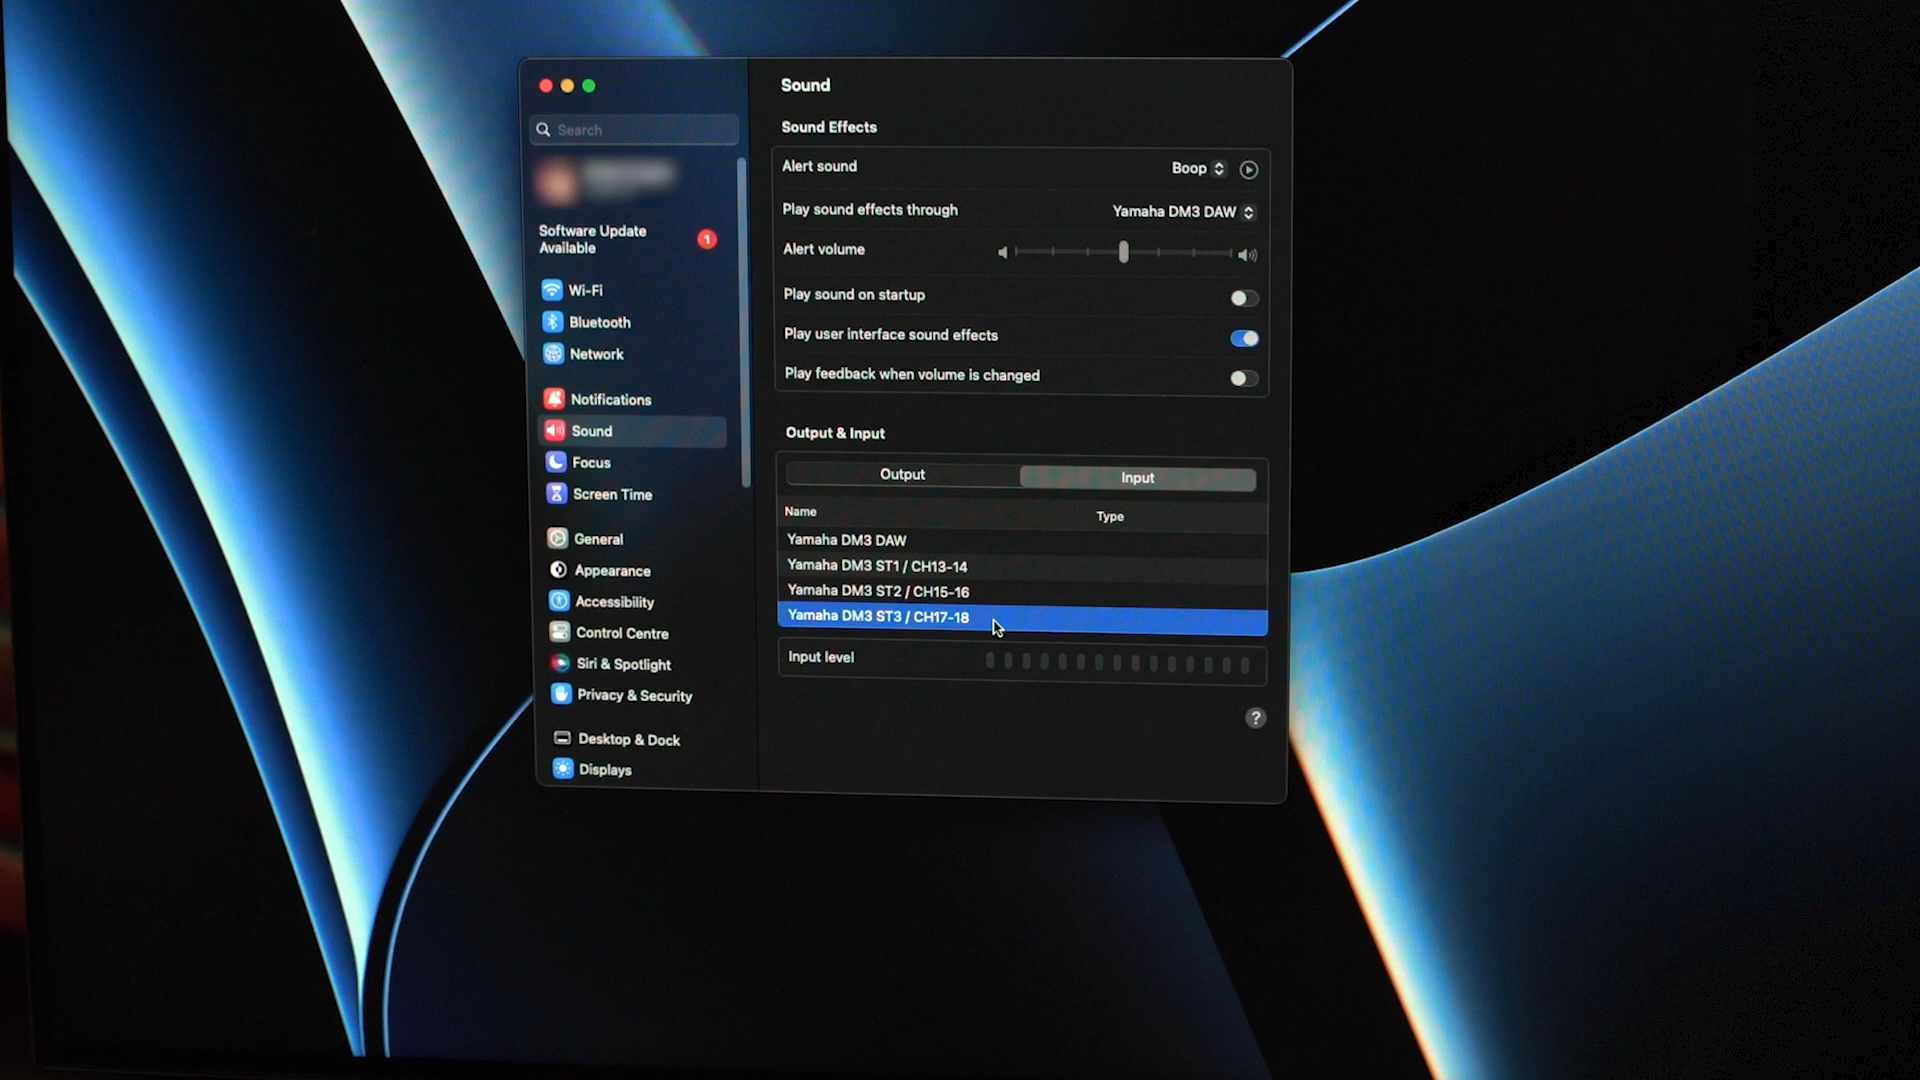 Sound
Search
Sound Effects
Alert sound
Boop
Play sound effects through
Yamaha DM3 DAW
Alert volume
Play sound on startup
Play user interface sound effects
Play feedback when volume is changed
Software Update
Available
1
Wi-Fi
Bluetooth
Network
Notifications
Sound
Focus
Screen Time
General
Appearance
Accessibility
Control Centre
Siri & Spotlight
Privacy & Security
Desktop & Dock
Displays
Output & Input
Output
Input
Name
Type
Yamaha DM3 DAW
Yamaha DM3 ST1 / CH13-14
Yamaha DM3 ST2 / CH15-16
Yamaha DM3 ST3 / CH17-18
Input level
?